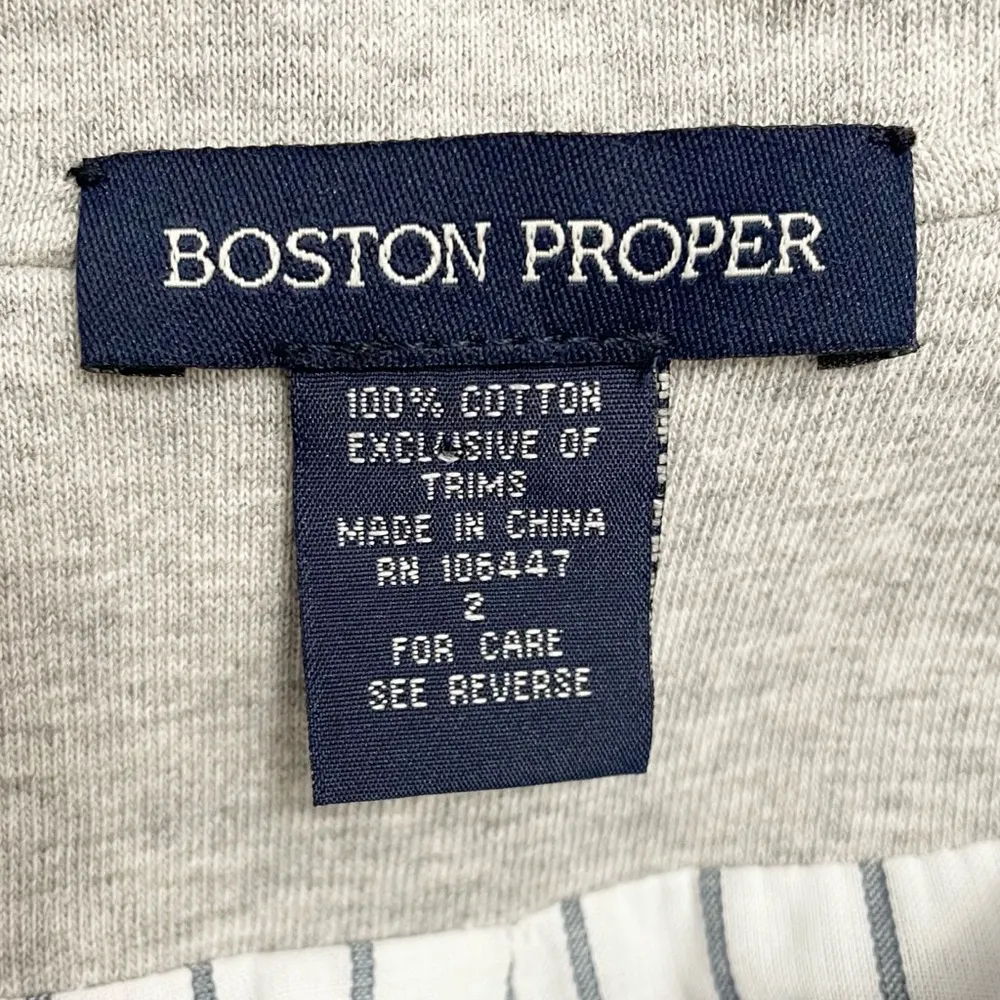 BOSTON PROPER
100% COTTON
EXCLUSIVE OF
TRIMS
MADE IN CHINA
RN 106447
2
FOR CARE
SEE REVERSE